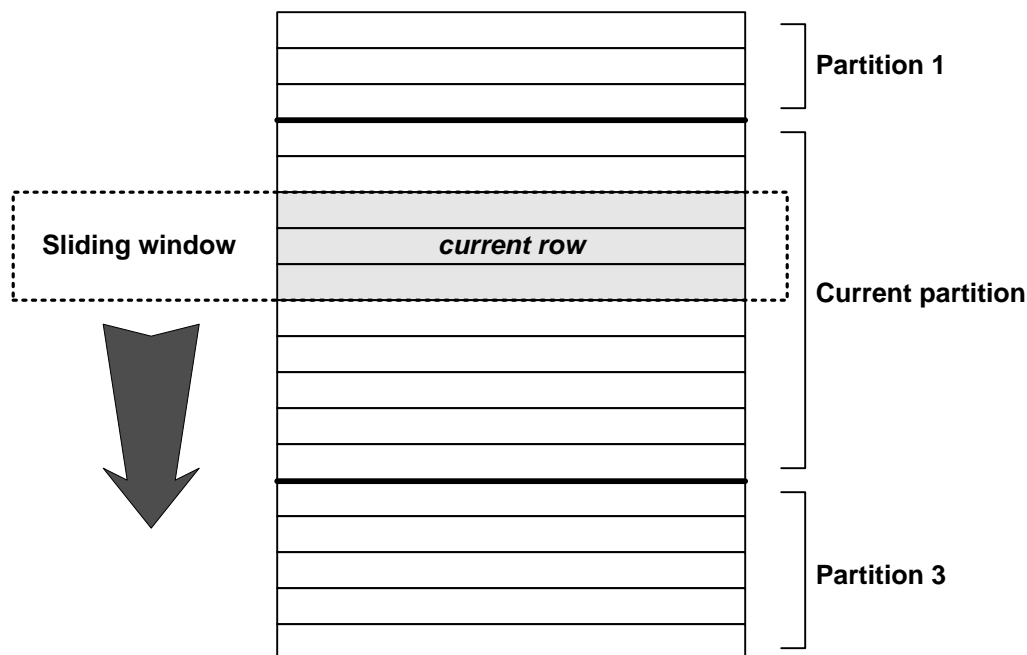 Partition 1
Sliding window
current row
Current partition
Partition 3